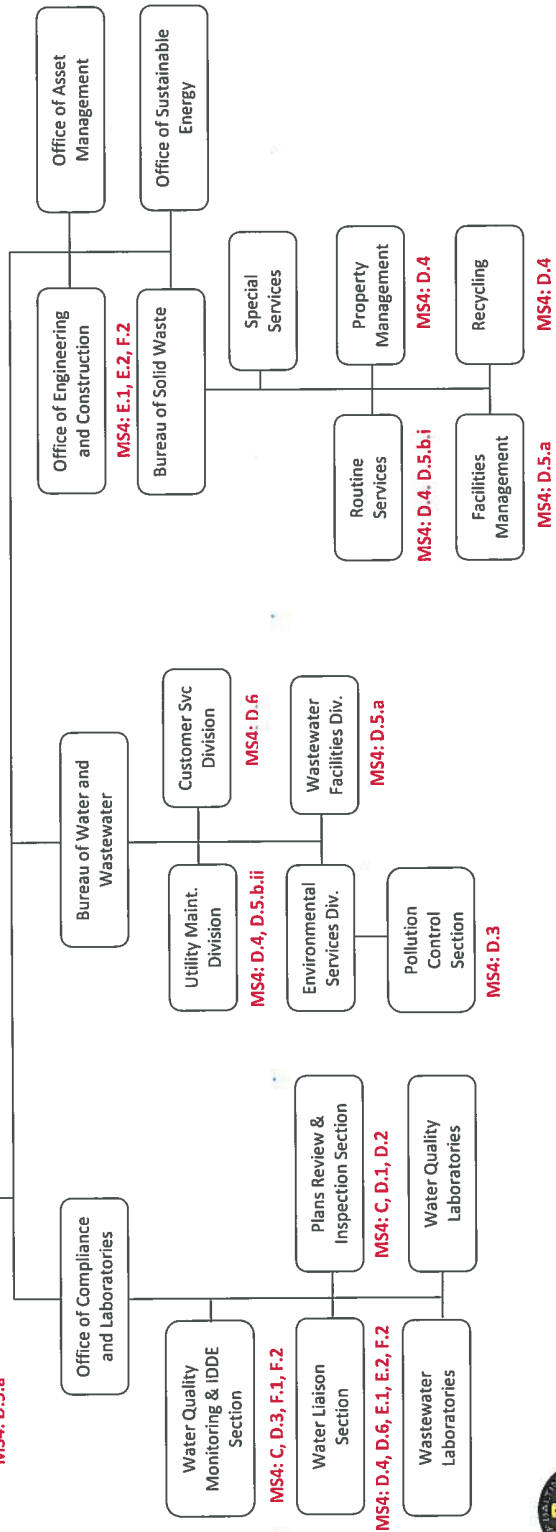 MS4: D.5.a
Office of Compliance
and Laboratories
Water Quality
Monitoring & IDDE
Section
MS4: C, D.3, F.1, F.2
Water Liaison
Section
MS4: D.4, D.6, E.1, E.2, F.2
Plans Review &
Inspection Section
MS4: C, D.1, D.2
Wastewater
Laboratories
Water Quality
Laboratories
Bureau of Water and
Wastewater
Utility Maint.
Division
MS4: D.4, D.5.b.ii
Customer Svc
Division
MS4: D.6
Environmental
Services Div.
Wastewater
Facilities Div.
MS4: D.5.a
Pollution
Control
Section
MS4: D.3
Office of Engineering
and Construction
MS4: E.1, E.2, F.2
Office of Asset
Management
Bureau of Solid Waste
Office of Sustainable
Energy
Special
Services
Routine
Services
MS4: D.4. D.5.b.i
Property
Management
MS4: D.4
Facilities
Management
MS4: D.5.a
Recycling
MS4: D.4